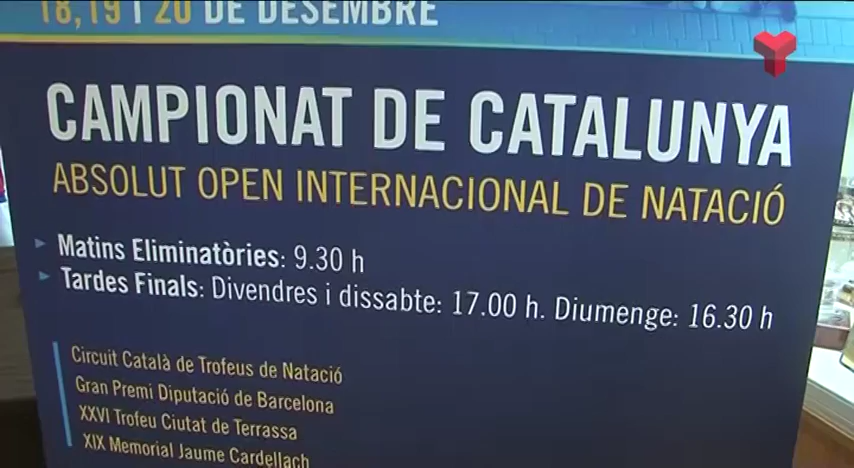 18, 19 I 20 DE DESEMBRE
CAMPIONAT DE CATALUNYA
ABSOLUT OPEN INTERNACIONAL DE NATACIÓ
Matins Eliminatòries: 9.30 h
Tardes Finals: Divendres i dissabte: 17.00 h. Diumenge: 16.30 h
Circuit Català de Trofeus de Natació
Gran Premi Diputació de Barcelona
XXVI Trofeu Ciutat de Terrassa
XIX Memorial Jaume Cardellach